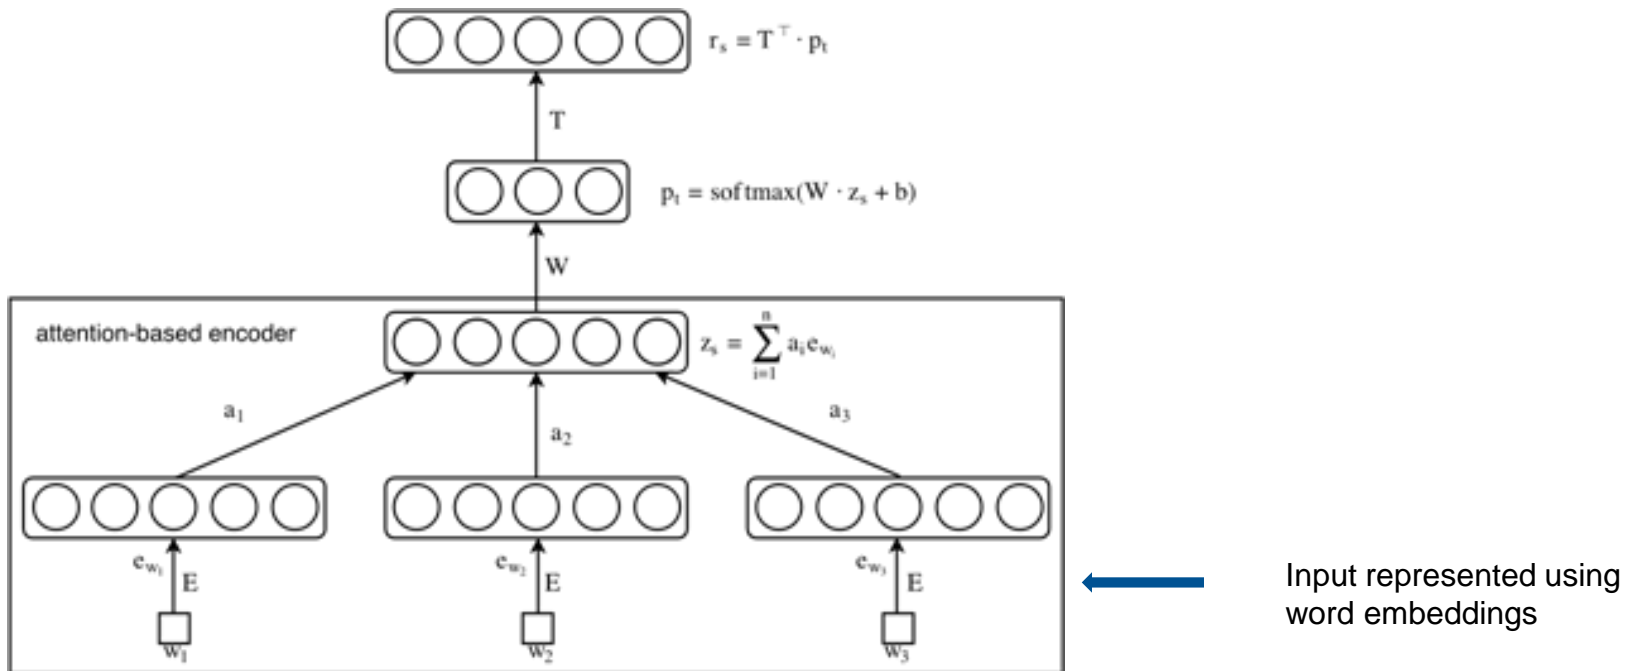 r_s = T^⊤ · p_t
T
p_t = softmax(W · z_s + b)
W
attention-based encoder
z_s = ∑_{i=1}^{n} a_i e_{w_i}
a_1
a_2
a_3
e_{w_1} E
e_{w_2} E
e_{w_3} E
w_1
w_2
w_3
Input represented using
word embeddings